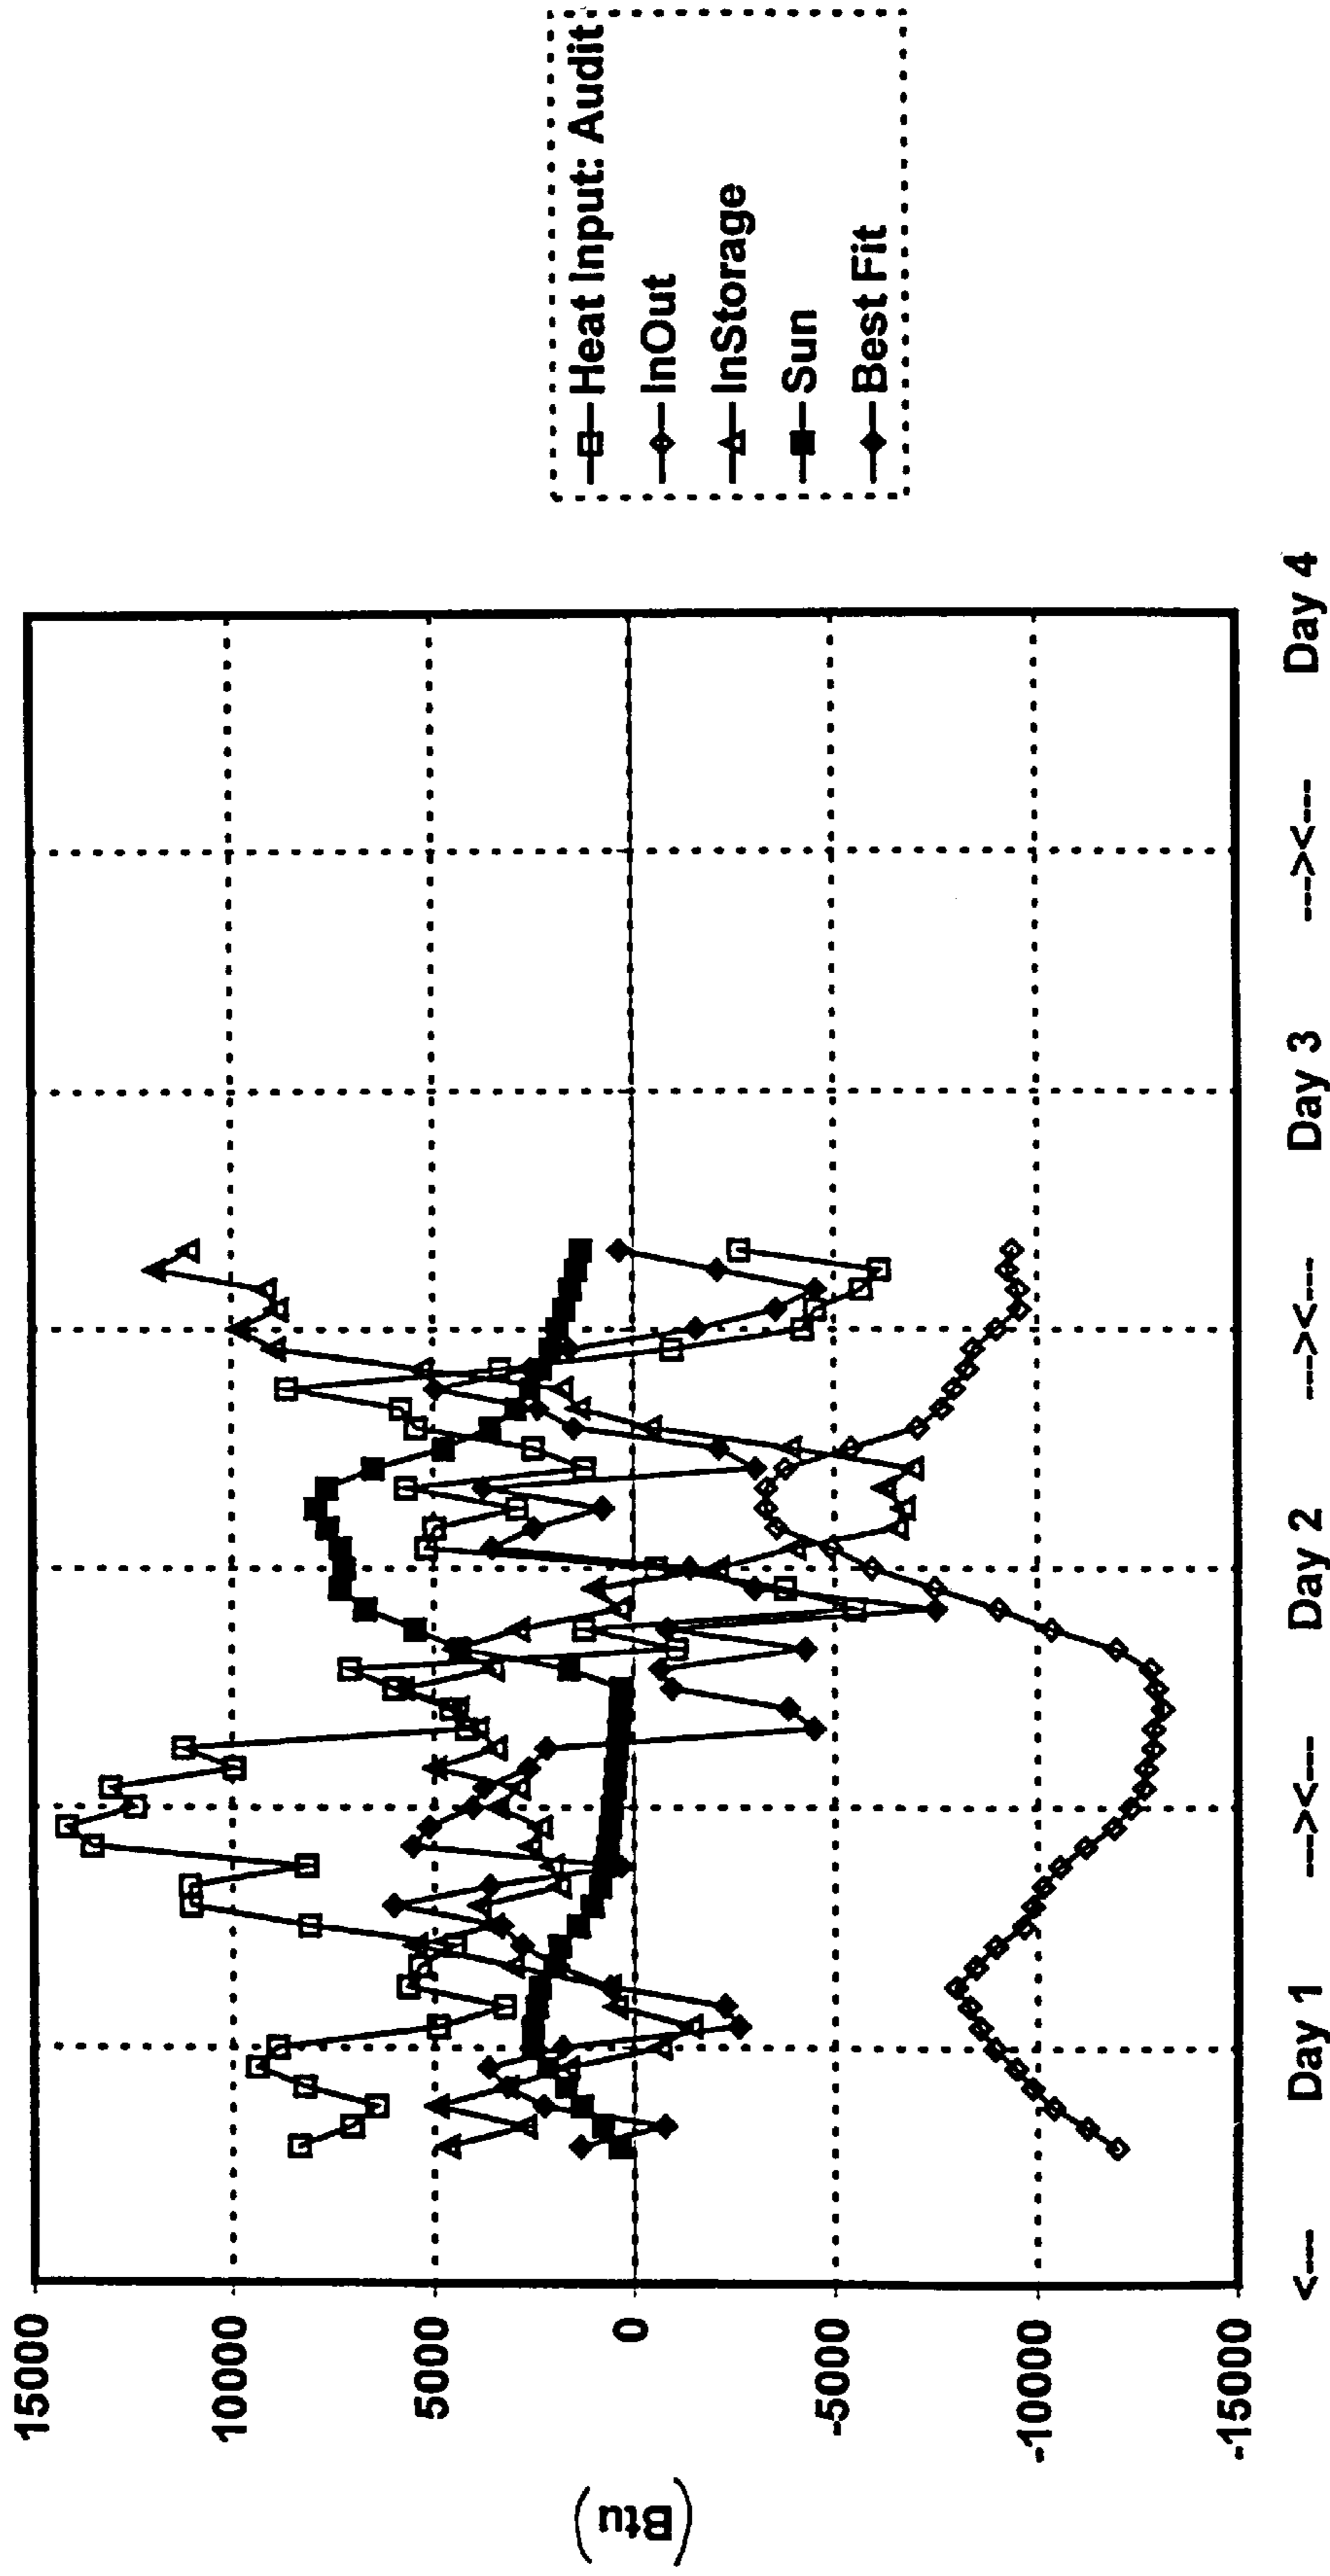 15000
10000
5000
0
-5000
-10000
-15000
(Btu)
<--- Day 1 ---><--- Day 2 ---><--- Day 3 ---><--- Day 4
Heat Input: Audit
InOut
InStorage
Sun
Best Fit